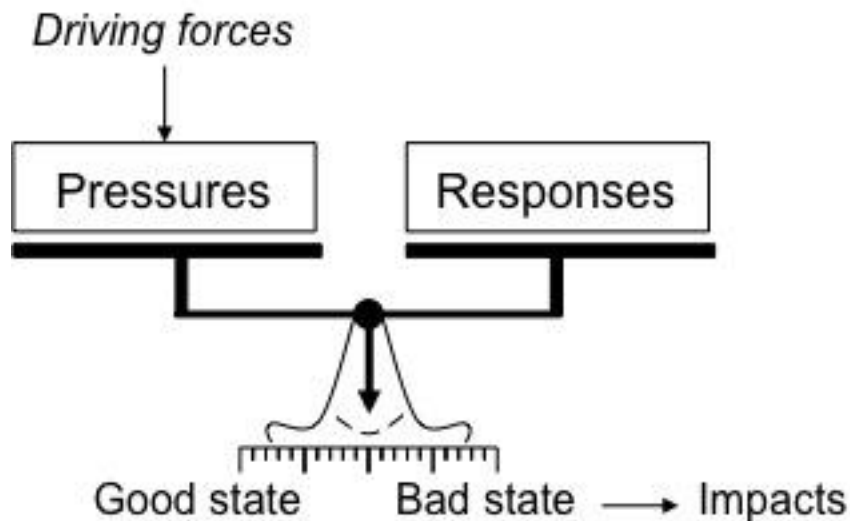 Driving forces
Pressures
Responses
Good state
Bad state
Impacts